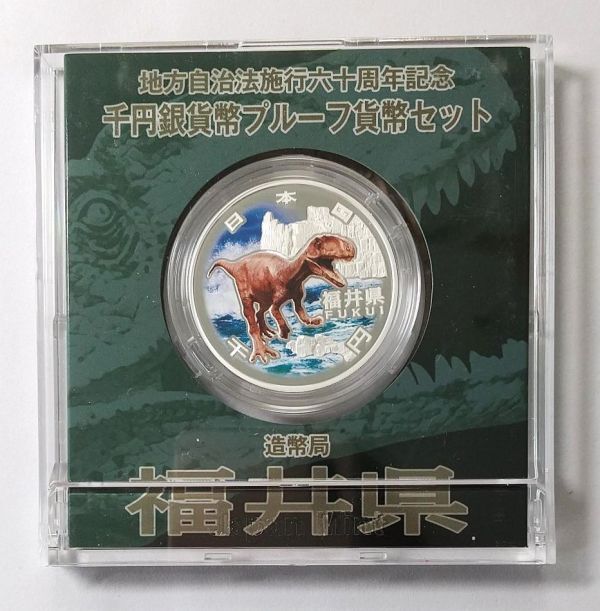 地方自治法施行六十周年記念
千円銀貨幣プルーフ貨幣セット
日本国
福井県
FUKUI
千円
造幣局
福井県
Japan Mint